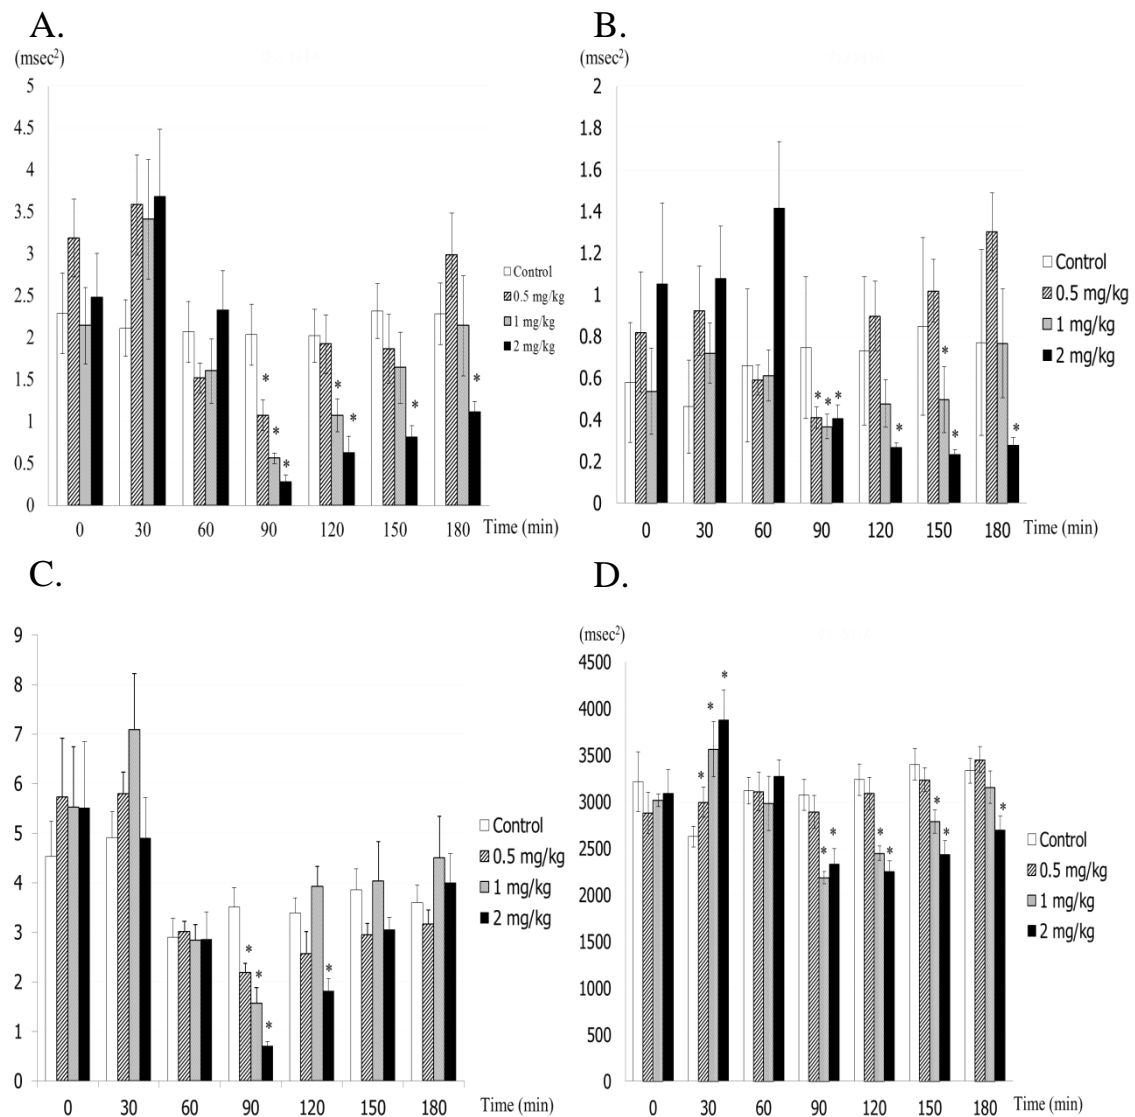 A.
(msec²)
5
4.5
4
3.5
3
2.5
2
1.5
1
0.5
0
* * * * * * *
0 30 60 90 120 150 180 Time (min)
Control
0.5 mg/kg
1 mg/kg
2 mg/kg
B.
2
1.8
1.6
1.4
1.2
1
0.8
0.6
0.4
0.2
0
* * * * * * *
0 30 60 90 120 150 180 Time (min)
Control
0.5 mg/kg
1 mg/kg
2 mg/kg
C.
9
8
7
6
5
4
3
2
1
0
* * * *
0 30 60 90 120 150 180 Time (min)
Control
0.5 mg/kg
1 mg/kg
2 mg/kg
D.
(msec²)
4500
4000
3500
3000
2500
2000
1500
1000
500
0
* * * * * * * * * *
0 30 60 90 120 150 180 Time (min)
Control
0.5 mg/kg
1 mg/kg
2 mg/kg